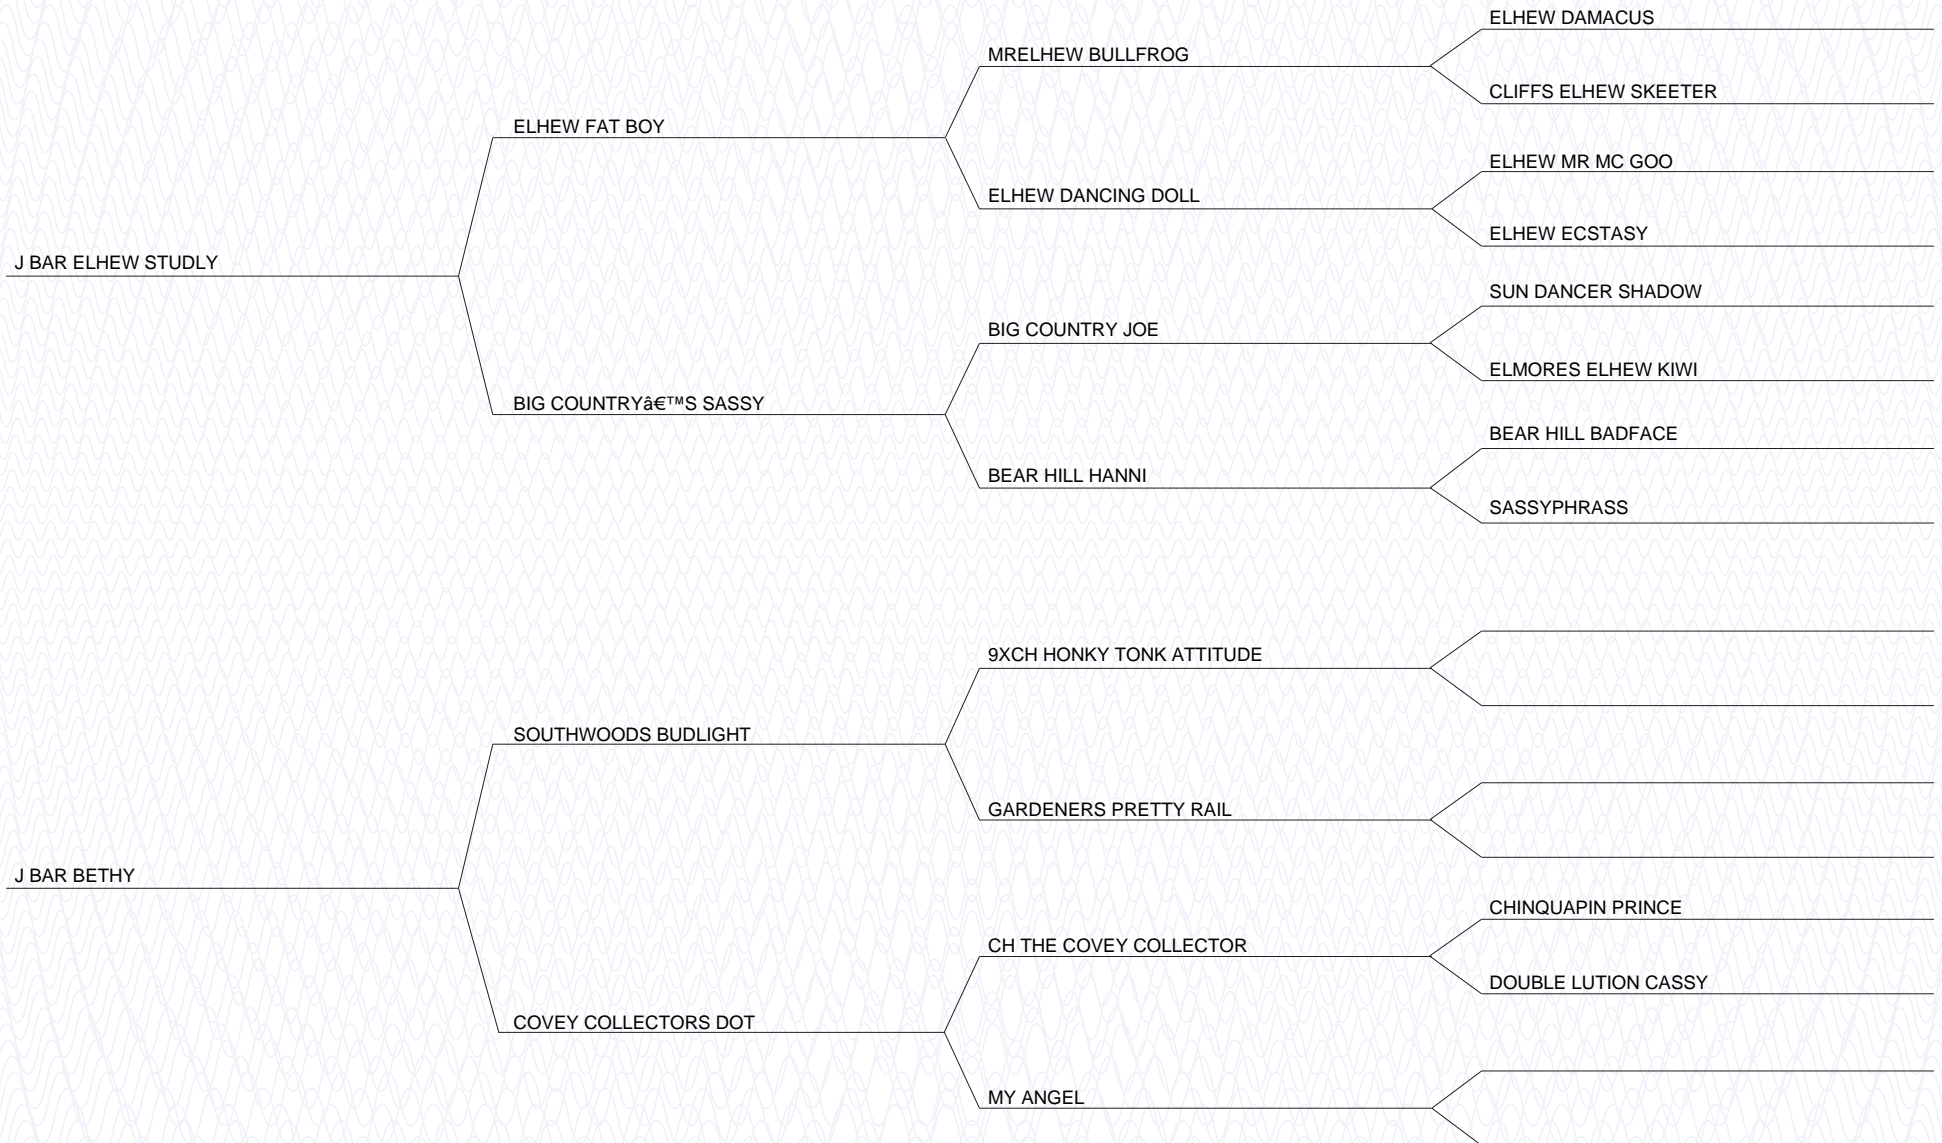 ELHEW DAMACUS
MRELHEW BULLFROG
CLIFFS ELHEW SKEETER
ELHEW FAT BOY
ELHEW MR MC GOO
ELHEW DANCING DOLL
ELHEW ECSTASY
J BAR ELHEW STUDLY
SUN DANCER SHADOW
BIG COUNTRY JOE
ELMORES ELHEW KIWI
BIG COUNTRYâ€™S SASSY
BEAR HILL BADFACE
BEAR HILL HANNI
SASSYPHRASS
9XCH HONKY TONK ATTITUDE
SOUTHWOODS BUDLIGHT
GARDENERS PRETTY RAIL
J BAR BETHY
CHINQUAPIN PRINCE
CH THE COVEY COLLECTOR
DOUBLE LUTION CASSY
COVEY COLLECTORS DOT
MY ANGEL